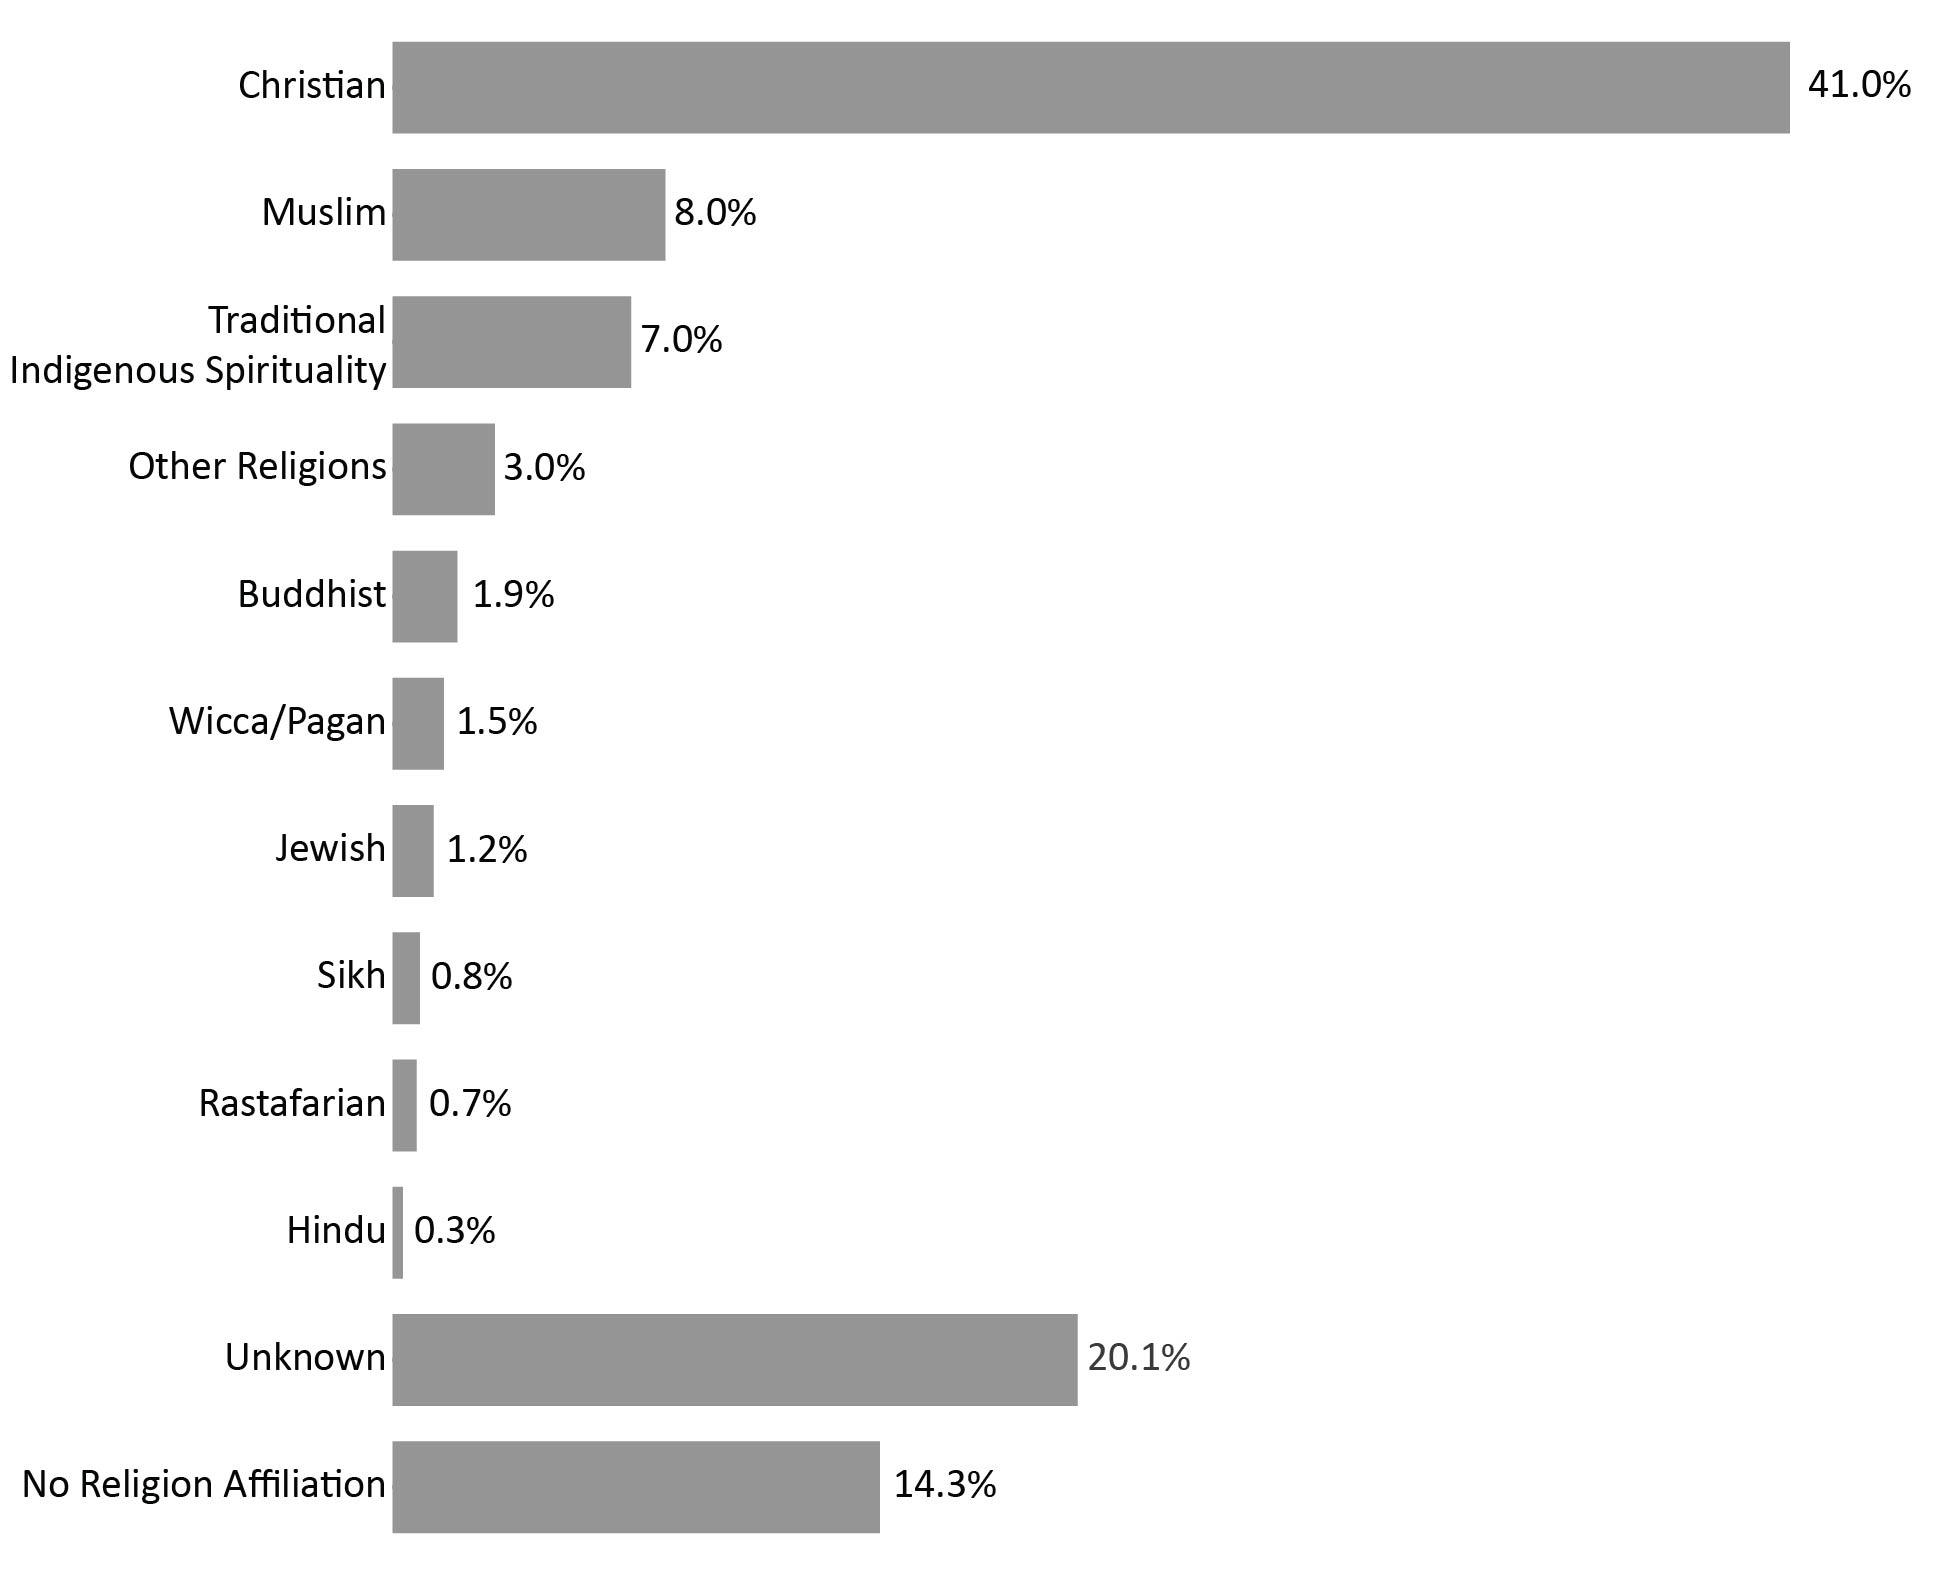 Christian 41.0%
Muslim 8.0%
Traditional
Indigenous Spirituality 7.0%
Other Religions 3.0%
Buddhist 1.9%
Wicca/Pagan 1.5%
Jewish 1.2%
Sikh 0.8%
Rastafarian 0.7%
Hindu 0.3%
Unknown 20.1%
No Religion Affiliation 14.3%